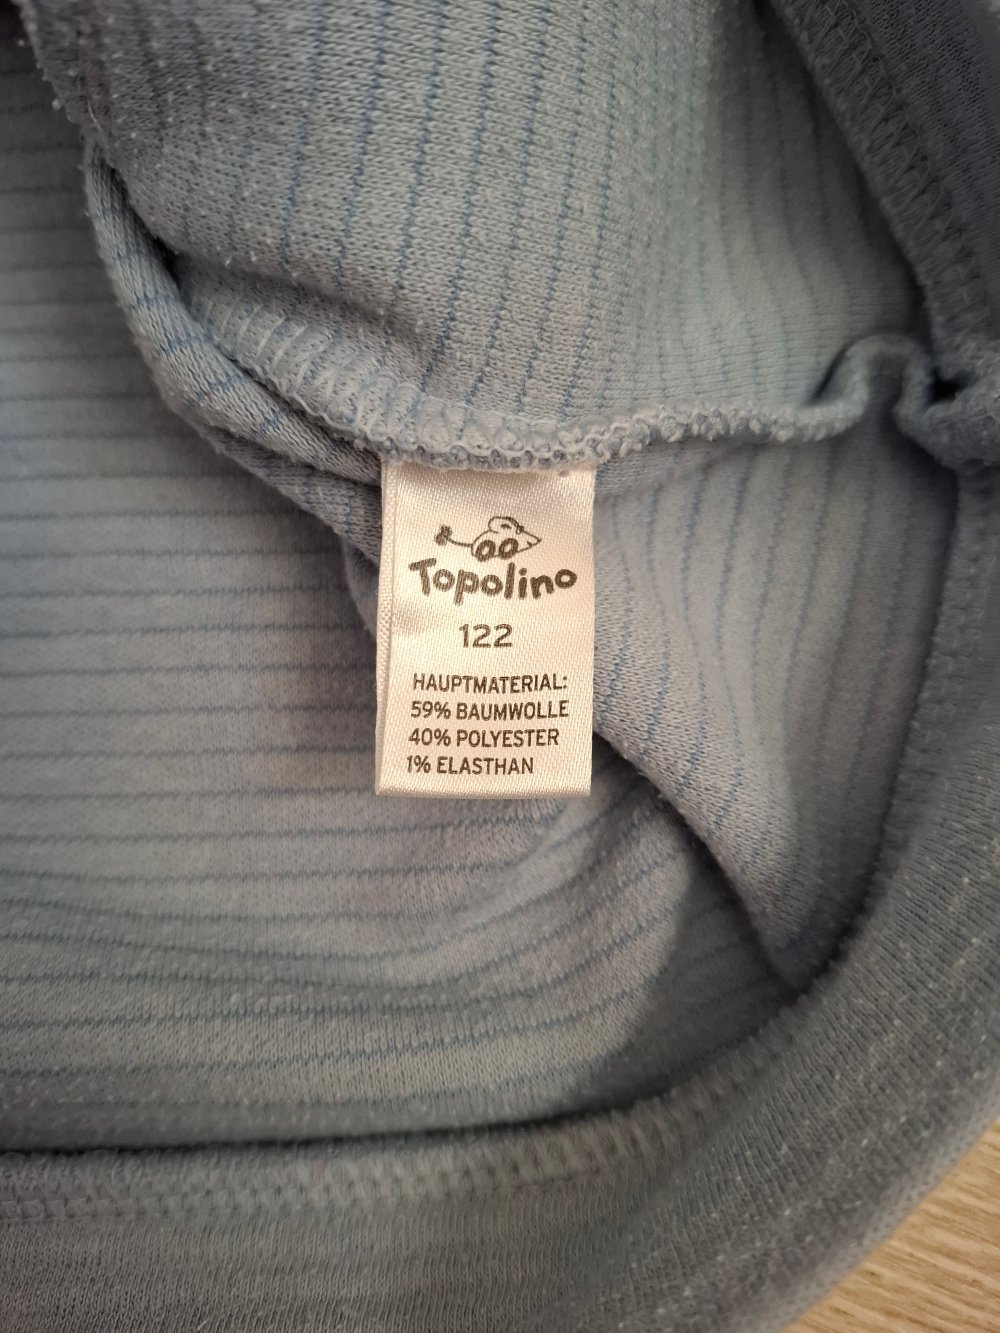 Topolino
122
HAUPTMATERIAL:
59% BAUMWOLLE
40% POLYESTER
1% ELASTHAN